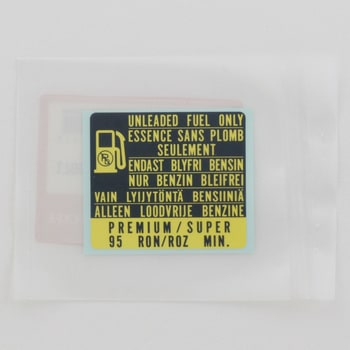 UNLEADED FUEL ONLY
ESSENCE SANS PLOMB
SEULEMENT
ENDAST BLYFRI BENSIN
NUR BENZIN BLEIFREI
VAIN LYIJYTÖNTÄ BENSIINIÄ
ALLEEN LOODVRIJE BENZINE
PREMIUM/SUPER
95 RON/ROZ MIN.